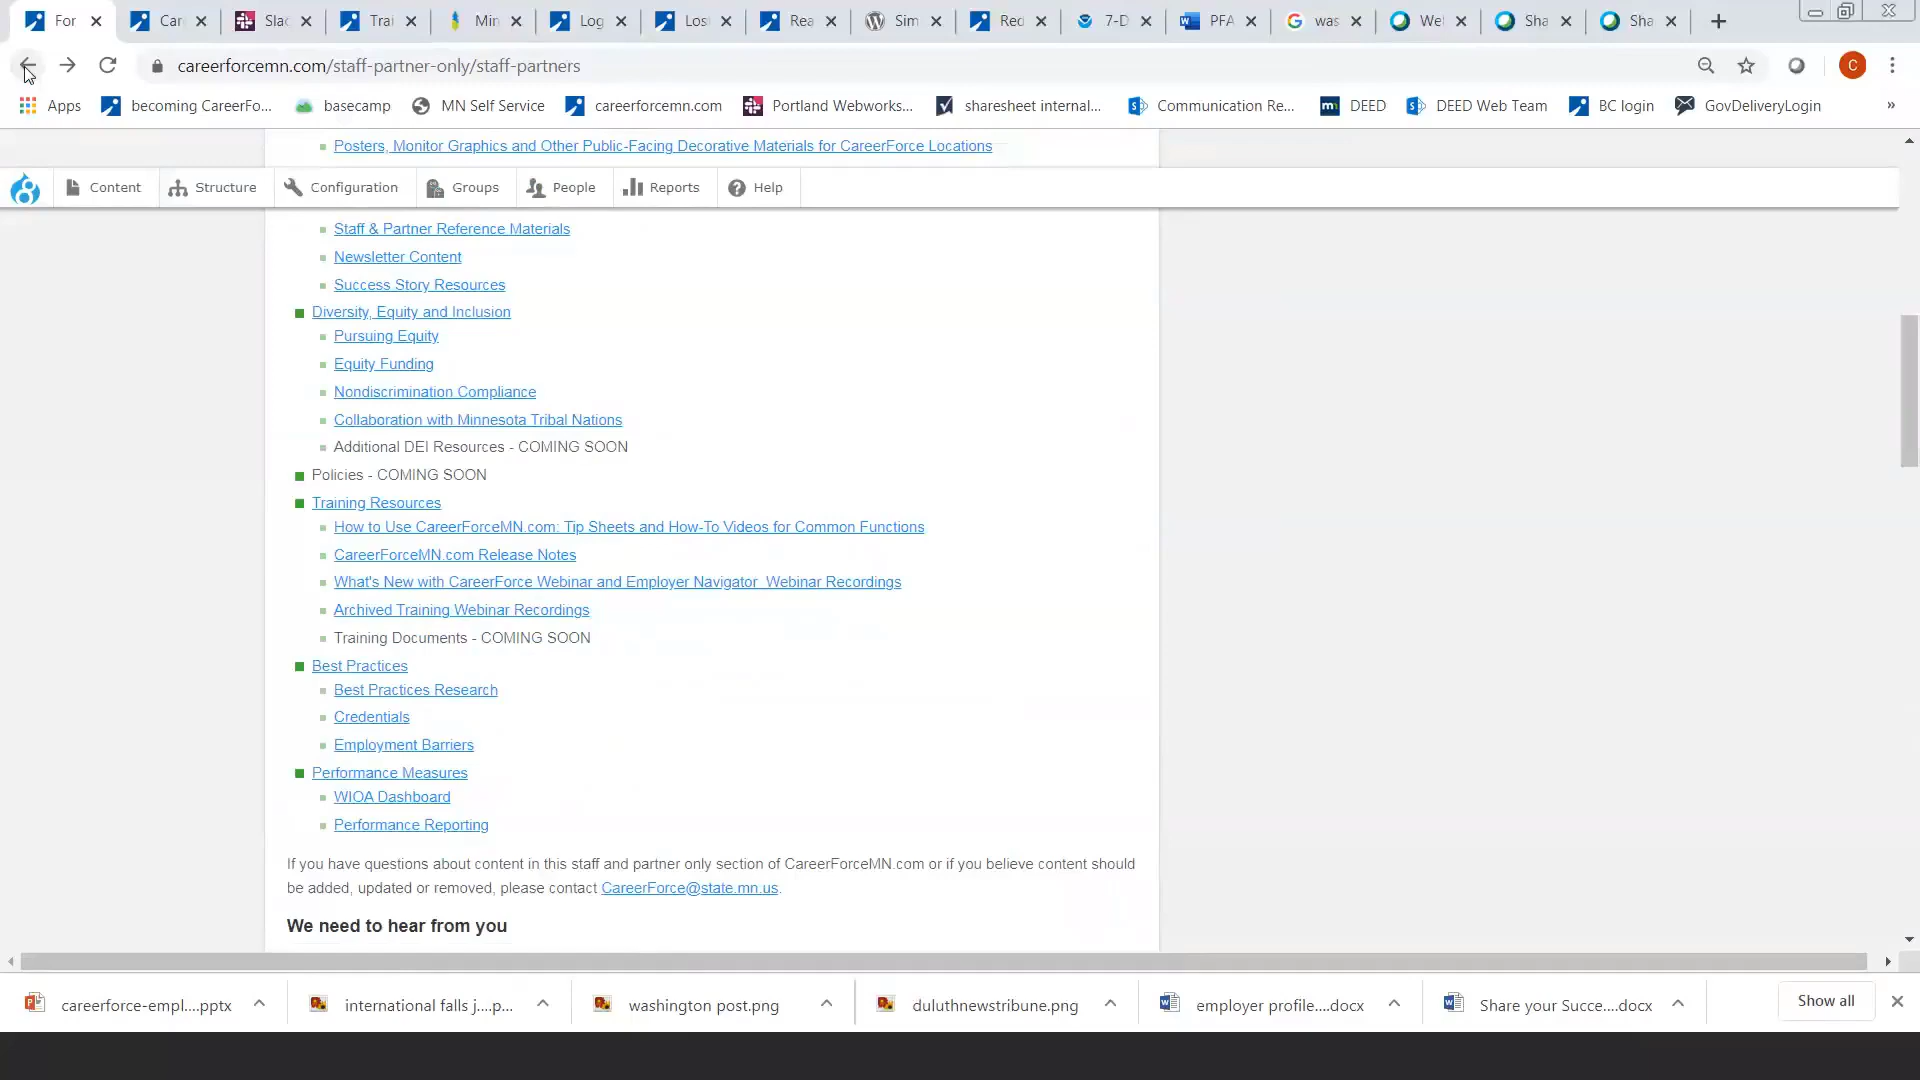 For Car Slac Trai Min Log Lost Rea Sim Red 7-D PFA was Wel Sha Sha
careerforcemn.com/staff-partner-only/staff-partners C
Apps becoming CareerFo... basecamp MN Self Service careerforcemn.com Portland Webworks... sharesheet internal... Communication Re... DEED DEED Web Team BC login GovDeliveryLogin »
Posters, Monitor Graphics and Other Public-Facing Decorative Materials for CareerForce Locations
Content Structure Configuration Groups People Reports Help
Staff & Partner Reference Materials
Newsletter Content
Success Story Resources
Diversity, Equity and Inclusion
Pursuing Equity
Equity Funding
Nondiscrimination Compliance
Collaboration with Minnesota Tribal Nations
Additional DEI Resources - COMING SOON
Policies - COMING SOON
Training Resources
How to Use CareerForceMN.com: Tip Sheets and How-To Videos for Common Functions
CareerForceMN.com Release Notes
What's New with CareerForce Webinar and Employer Navigator Webinar Recordings
Archived Training Webinar Recordings
Training Documents - COMING SOON
Best Practices
Best Practices Research
Credentials
Employment Barriers
Performance Measures
WIOA Dashboard
Performance Reporting
If you have questions about content in this staff and partner only section of CareerForceMN.com or if you believe content should
be added, updated or removed, please contact CareerForce@state.mn.us.
We need to hear from you
careerforce-empl....pptx international falls j....p... washington post.png duluthnewstribune.png employer profile....docx Share your Succe....docx Show all